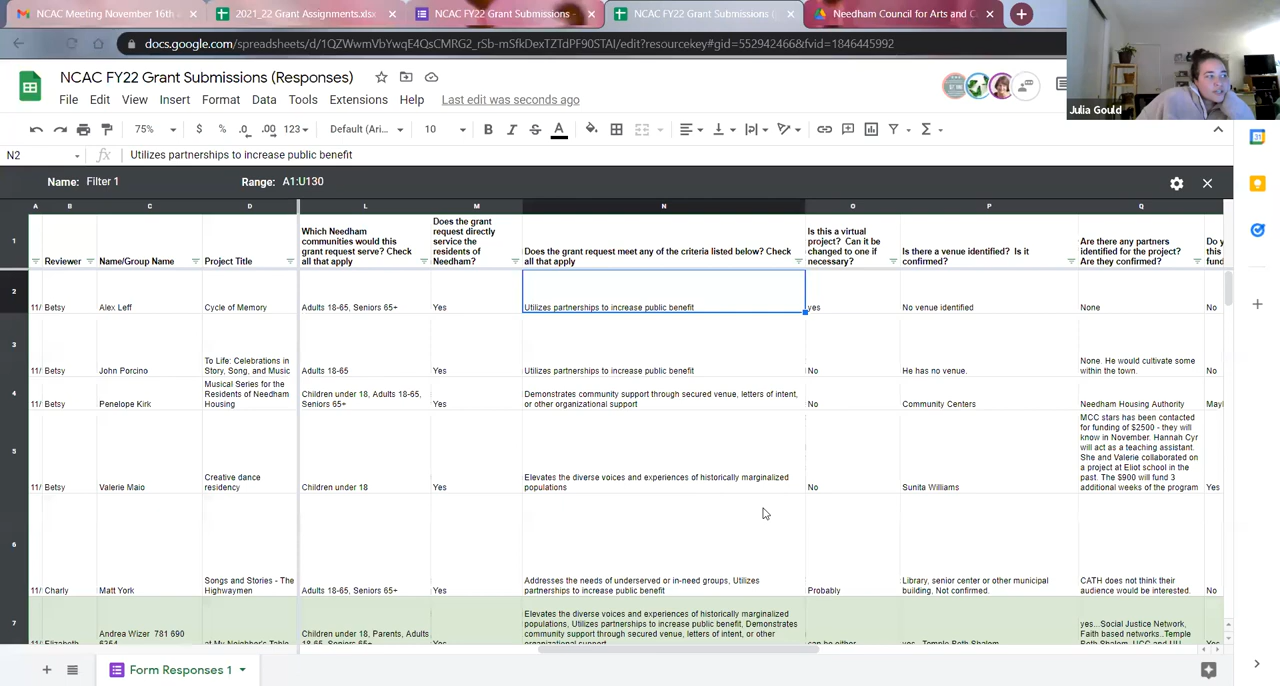 NCAC Meeting November 16th
2021_22 Grant Assignments.xlsx
NCAC FY22 Grant Submissions -
NCAC FY22 Grant Submissions (
Needham Council for Arts and C
docs.google.com/spreadsheets/d/1QZWwmVbYwqE4QsCMRG2_rSb-mSfkDexTZTdPF90STAI/edit?resourcekey#gid=552942466&fvid=1846445992
Julia Gould
NCAC FY22 Grant Submissions (Responses)
File Edit View Insert Format Data Tools Extensions Help Last edit was seconds ago
75% $ % .0 .00 123 Default (Ari... 10 B I S A
N2 fx Utilizes partnerships to increase public benefit
Name: Filter 1 Range: A1:U130
A B C D L M N O P Q
1
Reviewer
Name/Group Name
Project Title
Which Needham
communities would this
grant request serve? Check
all that apply
Does the grant
request directly
service the
residents of
Needham?
Does the grant request meet any of the criteria listed below? Check
all that apply
Is this a virtual
project? Can it be
changed to one if
necessary?
Is there a venue identified? Is it
confirmed?
Are there any partners
identified for the project?
Are they confirmed?
Do y
this
fund
2
11/ Betsy
Alex Leff
Cycle of Memory
Adults 18-65, Seniors 65+
Yes
Utilizes partnerships to increase public benefit
yes
No venue identified
None
No
3
11/ Betsy
John Porcino
To Life: Celebrations in
Story, Song, and Music
Adults 18-65
Yes
Utilizes partnerships to increase public benefit
No
He has no venue.
None. He would cultivate some
within the town.
No
4
11/ Betsy
Penelope Kirk
Musical Series for the
Residents of Needham
Housing
Children under 18, Adults 18-65,
Seniors 65+
Yes
Demonstrates community support through secured venue, letters of intent,
or other organizational support
No
Community Centers
Needham Housing Authority
Mayl
5
11/ Betsy
Valerie Maio
Creative dance
residency
Children under 18
Yes
Elevates the diverse voices and experiences of historically marginalized
populations
No
Sunita Williams
MCC stars has been contacted
for funding of $2500 - they will
know in November. Hannah Cyr
will act as a teaching assistant.
She and Valerie collaborated on
a project at Eliot school in the
past. The $900 will fund 3
additional weeks of the program
Yes
6
11/ Charly
Matt York
Songs and Stories - The
Highwaymen
Adults 18-65, Seniors 65+
Yes
Addresses the needs of underserved or in-need groups, Utilizes
partnerships to increase public benefit
Probably
Library, senior center or other municipal
building. Not confirmed.
CATH does not think their
audience would be interested.
No
7
Andrea Wizer 781 690
at My Neighbor's Table
Children under 18, Parents, Adults
Elevates the diverse voices and experiences of historically marginalized
populations, Utilizes partnerships to increase public benefit, Demonstrates
community support through secured venue, letters of intent, or other
yes...Social Justice Network,
Faith based networks..Temple
Form Responses 1